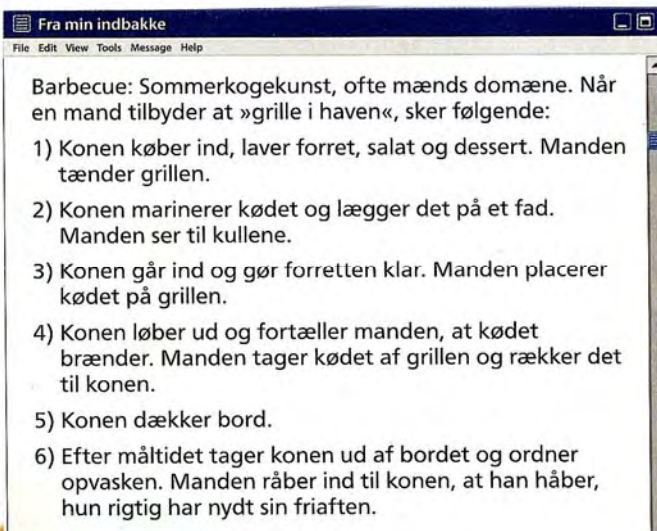 Fra min indbakke
File Edit View Tools Message Help
Barbecue: Sommerkogekunst, ofte mænds domæne. Når
en mand tilbyder at »grille i haven«, sker følgende:
1) Konen køber ind, laver forret, salat og dessert. Manden
tænder grillen.
2) Konen marinerer kødet og lægger det på et fad.
Manden ser til kullene.
3) Konen går ind og gør forretten klar. Manden placerer
kødet på grillen.
4) Konen løber ud og fortæller manden, at kødet
brænder. Manden tager kødet af grillen og rækker det
til konen.
5) Konen dækker bord.
6) Efter måltidet tager konen ud af bordet og ordner
opvasken. Manden råber ind til konen, at han håber,
hun rigtig har nydt sin friaften.